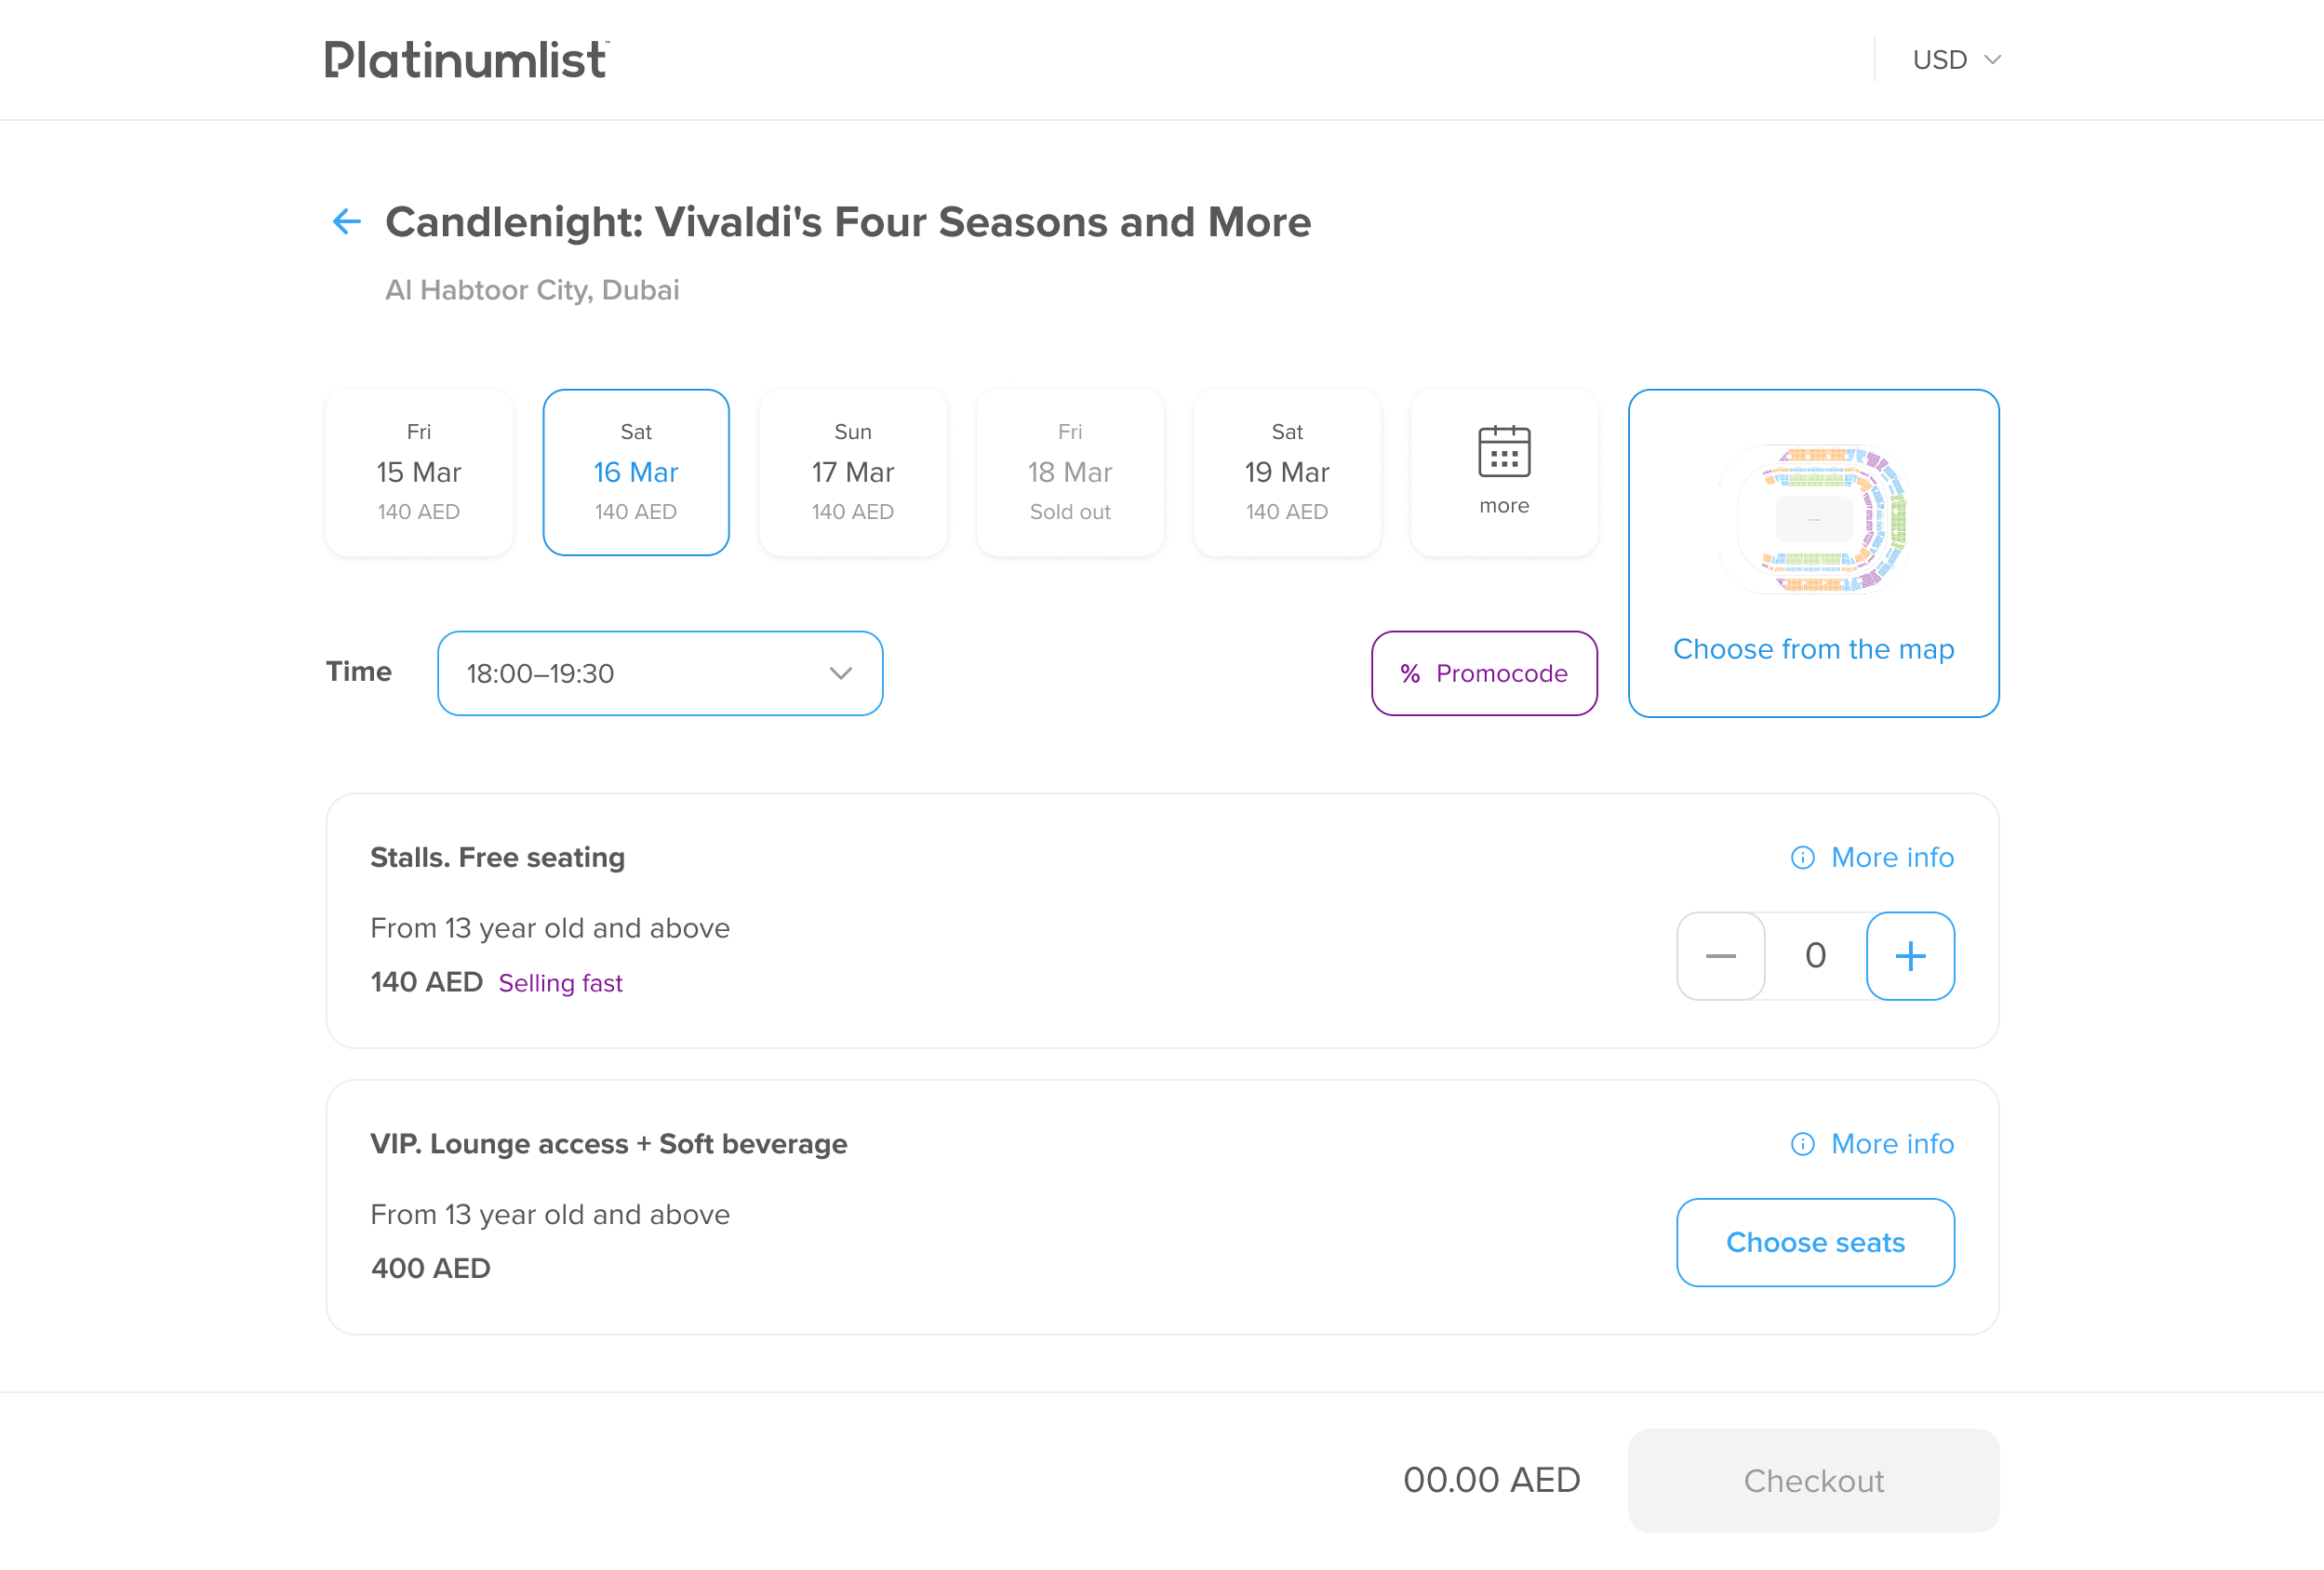 Platinumlist™
USD
Candlenight: Vivaldi's Four Seasons and More
Al Habtoor City, Dubai
Fri
15 Mar
140 AED
Sat
16 Mar
140 AED
Sun
17 Mar
140 AED
Fri
18 Mar
Sold out
Sat
19 Mar
140 AED
more
Choose from the map
Time
18:00–19:30
% Promocode
Stalls. Free seating
More info
From 13 year old and above
140 AED Selling fast
0
VIP. Lounge access + Soft beverage
More info
From 13 year old and above
400 AED
Choose seats
00.00 AED
Checkout